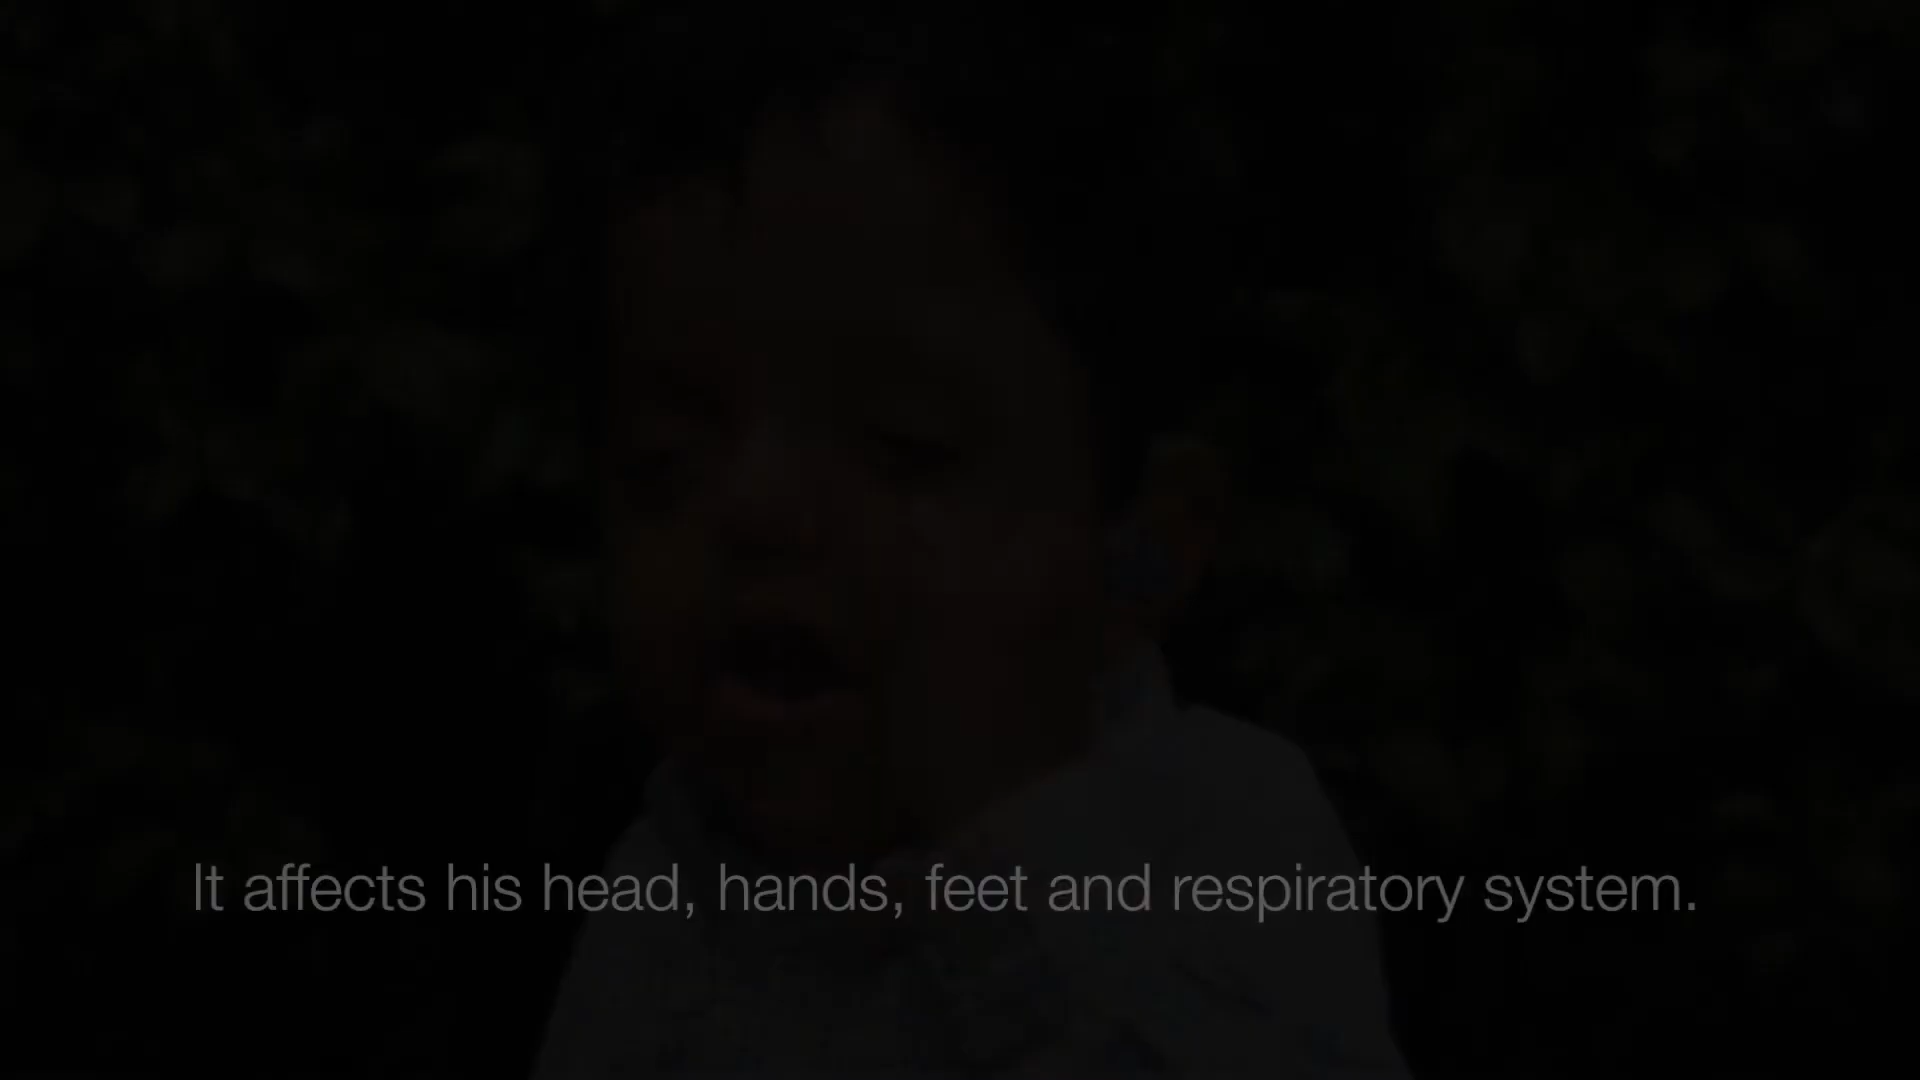 It affects his head, hands, feet and respiratory system.